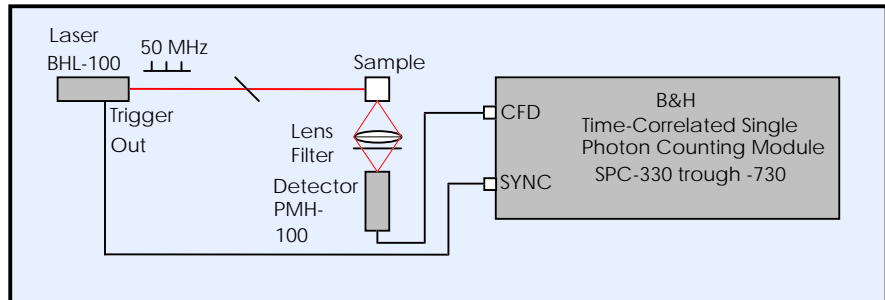 Laser
BHL-100
50 MHz
Trigger
Out
Sample
Lens
Filter
Detector
PMH-
100
CFD
SYNC
B&H
Time-Correlated Single
Photon Counting Module
SPC-330 trough -730